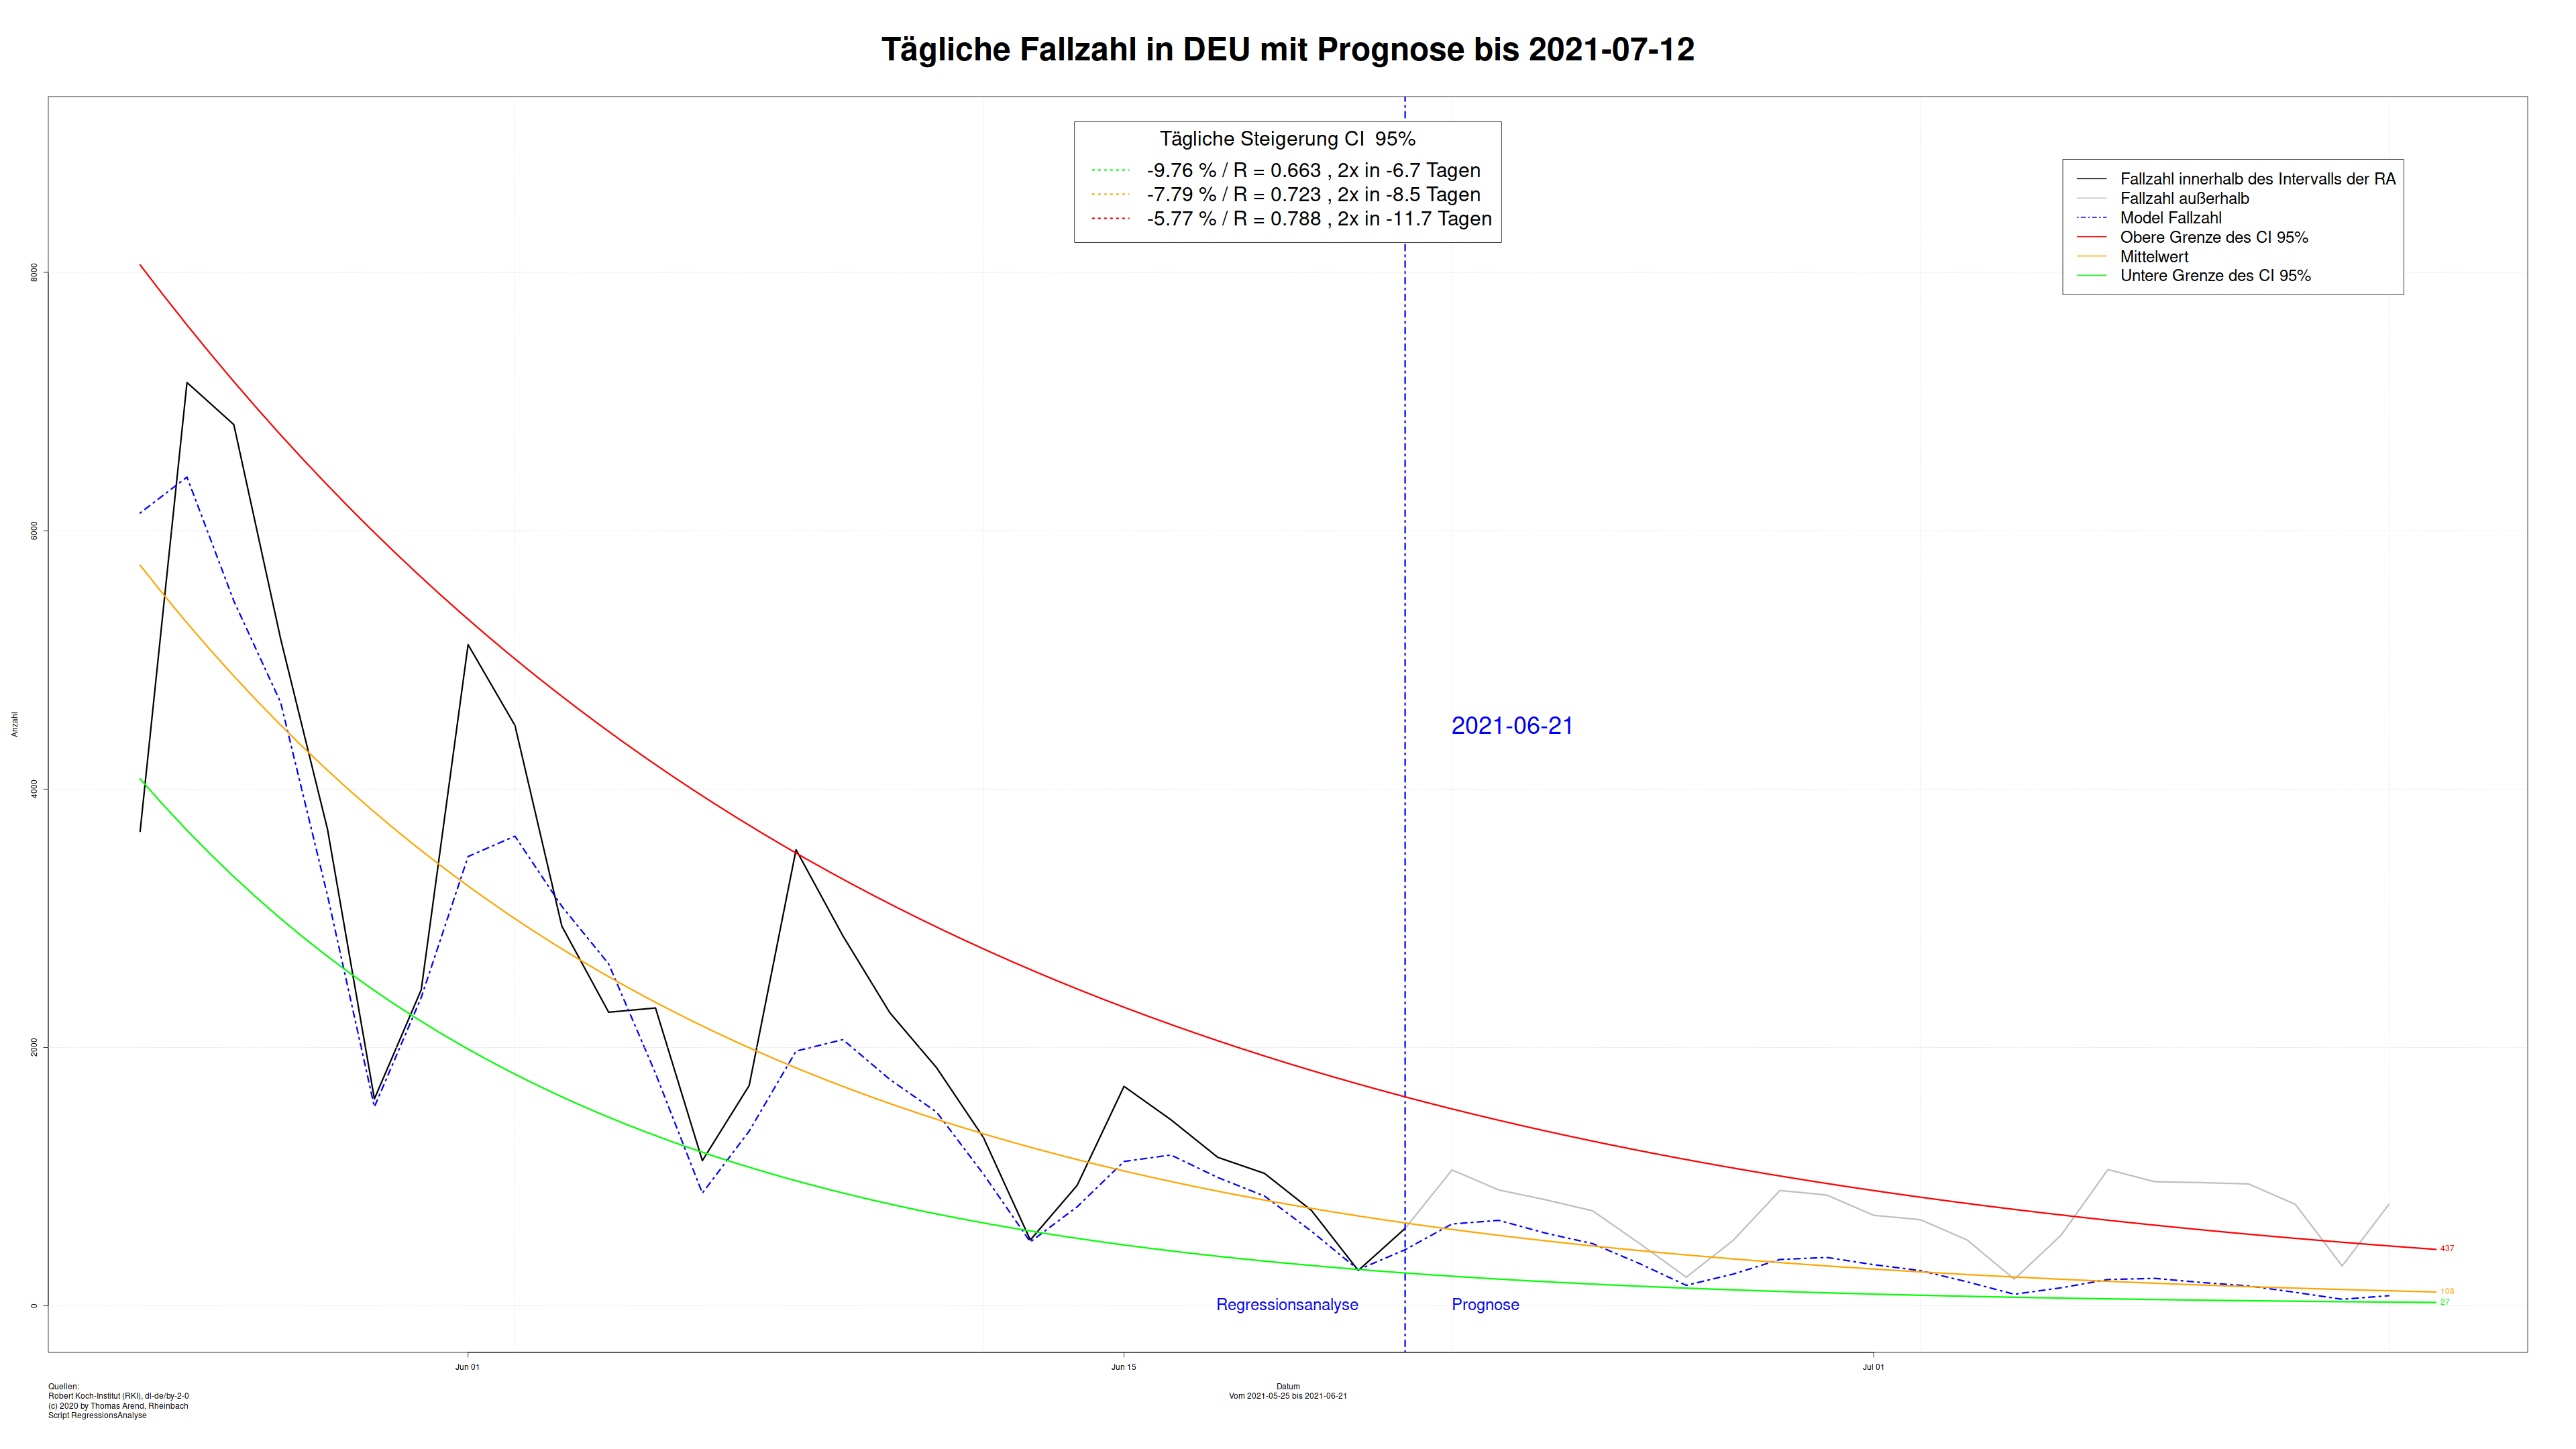 Tägliche Fallzahl in DEU mit Prognose bis 2021-07-12
Tägliche Steigerung CI  95%
-9.76 % / R = 0.663 , 2x in -6.7 Tagen
-7.79 % / R = 0.723 , 2x in -8.5 Tagen
-5.77 % / R = 0.788 , 2x in -11.7 Tagen
Fallzahl innerhalb des Intervalls der RA
Fallzahl außerhalb
Model Fallzahl
Obere Grenze des CI 95%
Mittelwert
Untere Grenze des CI 95%
8000
6000
4000
2000
0
Anzahl
2021-06-21
437
108
27
Regressionsanalyse
Prognose
Jun 01
Jun 15
Jul 01
Datum
Vom 2021-05-25 bis 2021-06-21
Quellen:
Robert Koch-Institut (RKI), dl-de/by-2-0
(c) 2020 by Thomas Arend, Rheinbach
Script RegressionsAnalyse